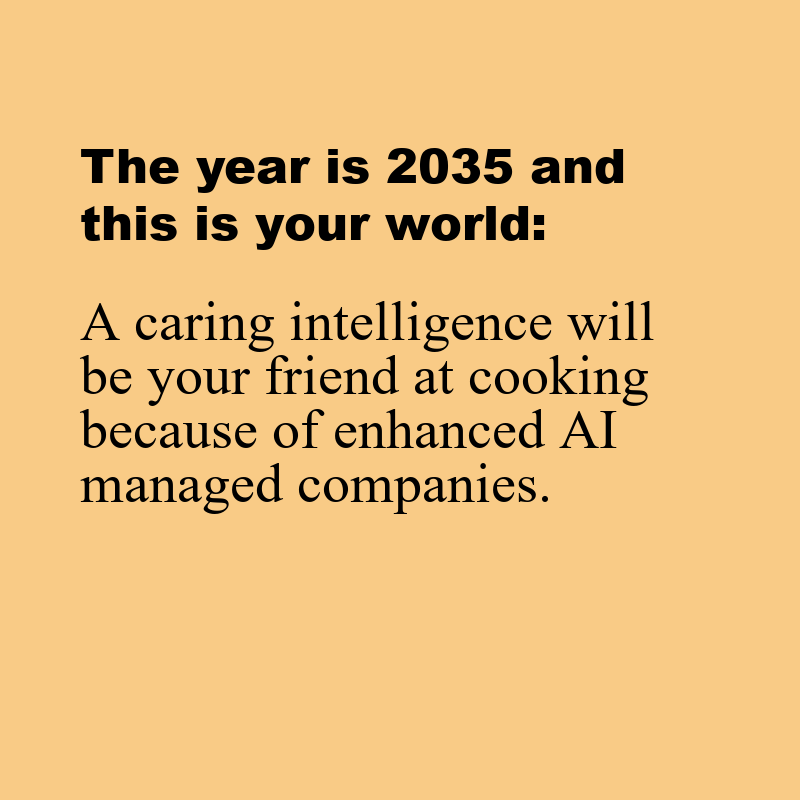 The year is 2035 and
this is your world:
A caring intelligence will
be your friend at cooking
because of enhanced AI
managed companies.